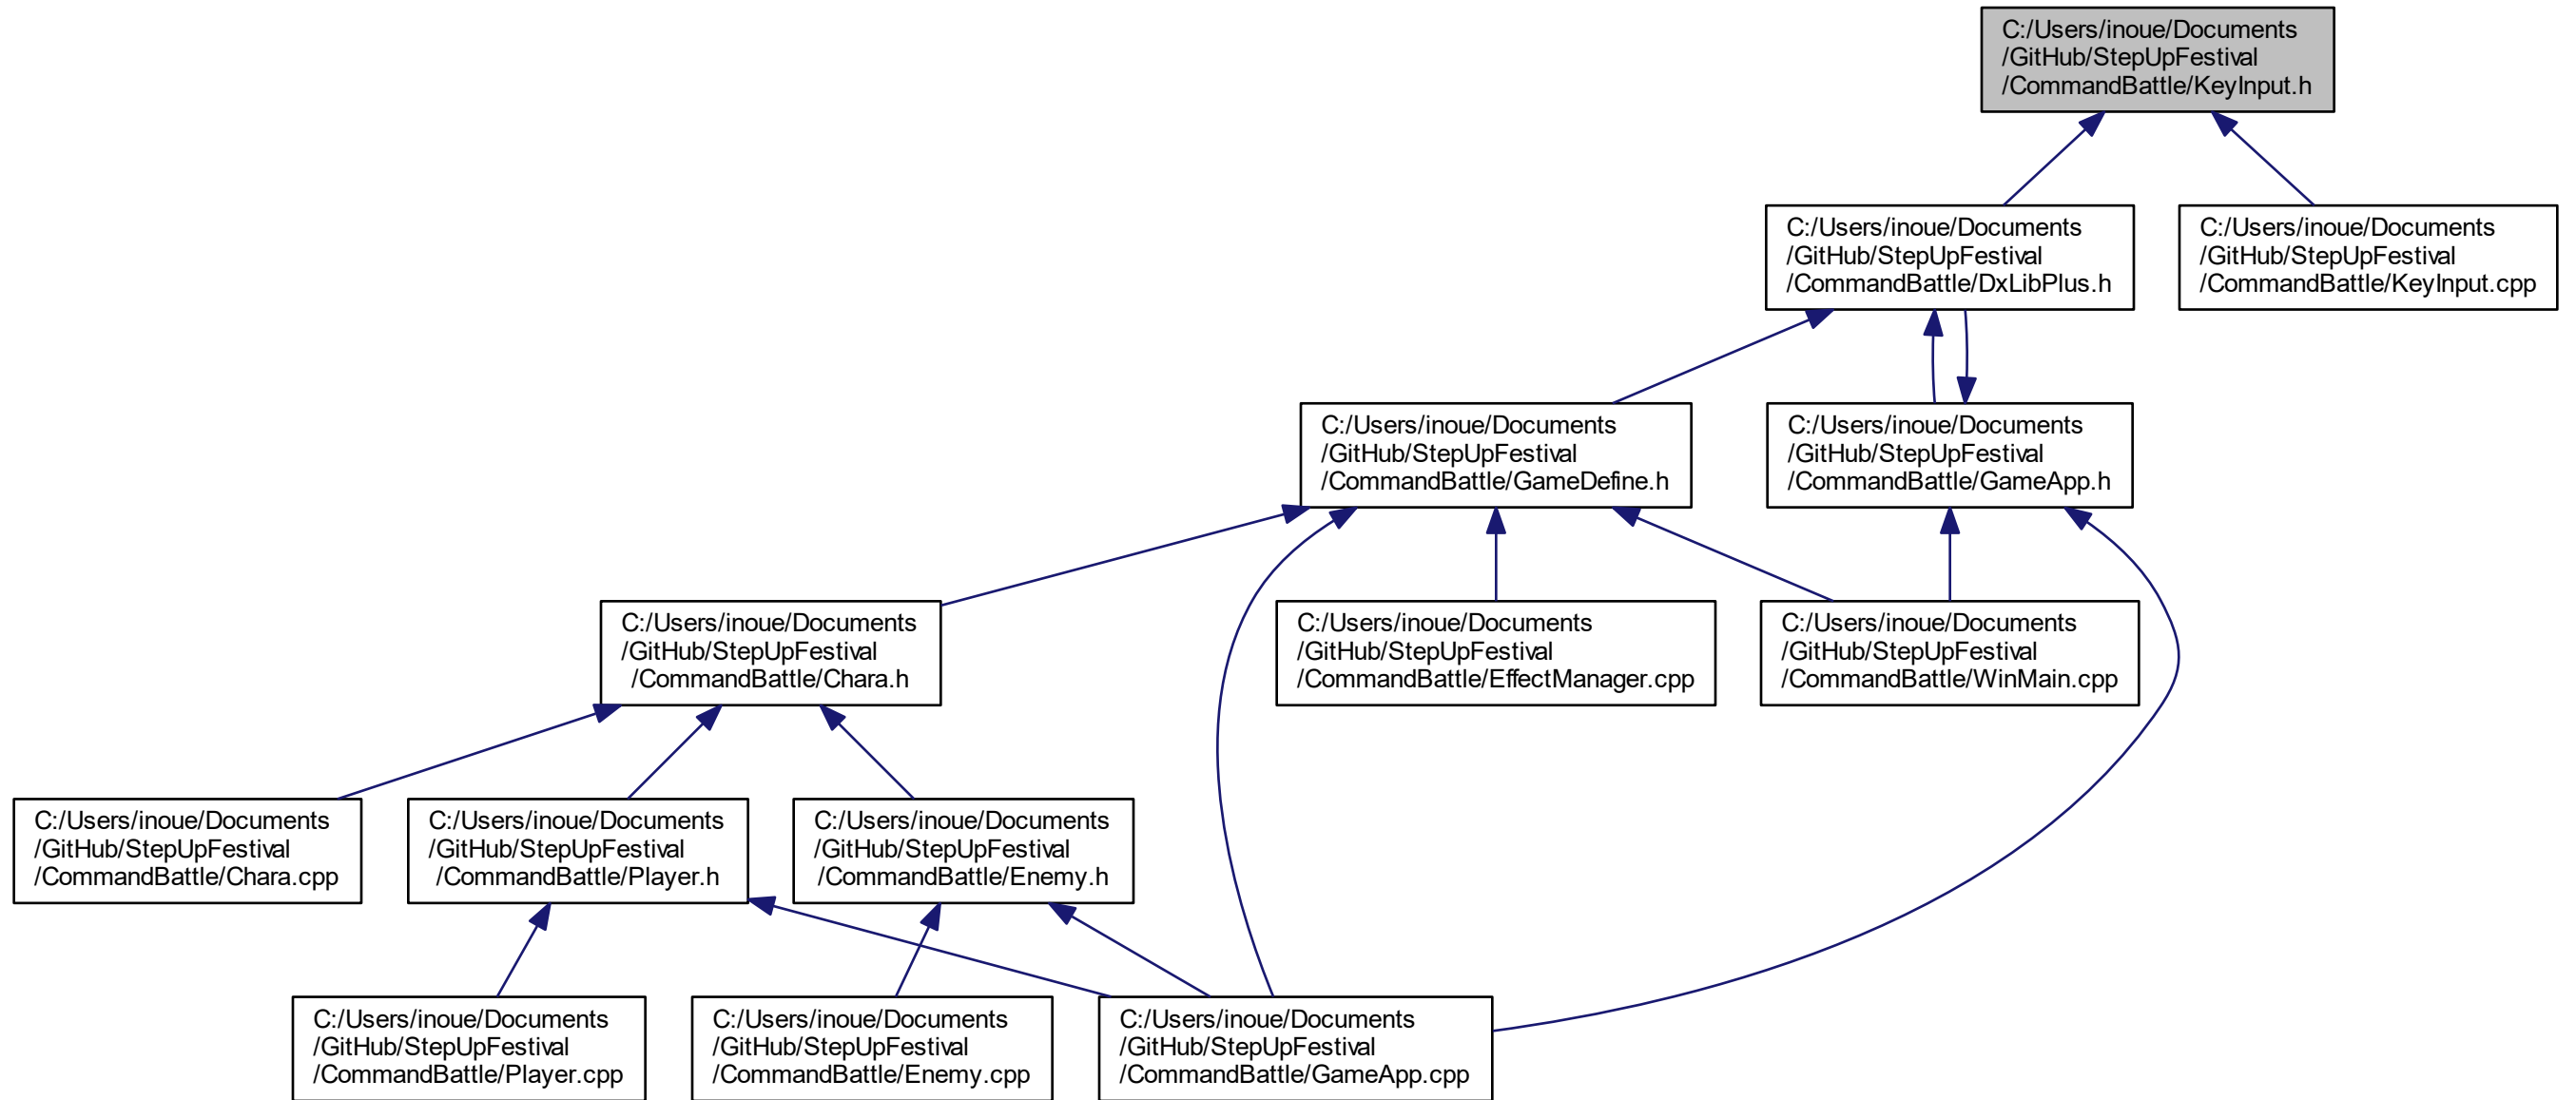 C:/Users/inoue/Documents
/GitHub/StepUpFestival
/CommandBattle/KeyInput.h
C:/Users/inoue/Documents
/GitHub/StepUpFestival
/CommandBattle/DxLibPlus.h
C:/Users/inoue/Documents
/GitHub/StepUpFestival
/CommandBattle/KeyInput.cpp
C:/Users/inoue/Documents
/GitHub/StepUpFestival
/CommandBattle/GameDefine.h
C:/Users/inoue/Documents
/GitHub/StepUpFestival
/CommandBattle/GameApp.h
C:/Users/inoue/Documents
/GitHub/StepUpFestival
/CommandBattle/Chara.h
C:/Users/inoue/Documents
/GitHub/StepUpFestival
/CommandBattle/EffectManager.cpp
C:/Users/inoue/Documents
/GitHub/StepUpFestival
/CommandBattle/WinMain.cpp
C:/Users/inoue/Documents
/GitHub/StepUpFestival
/CommandBattle/Chara.cpp
C:/Users/inoue/Documents
/GitHub/StepUpFestival
/CommandBattle/Player.h
C:/Users/inoue/Documents
/GitHub/StepUpFestival
/CommandBattle/Enemy.h
C:/Users/inoue/Documents
/GitHub/StepUpFestival
/CommandBattle/Player.cpp
C:/Users/inoue/Documents
/GitHub/StepUpFestival
/CommandBattle/Enemy.cpp
C:/Users/inoue/Documents
/GitHub/StepUpFestival
/CommandBattle/GameApp.cpp